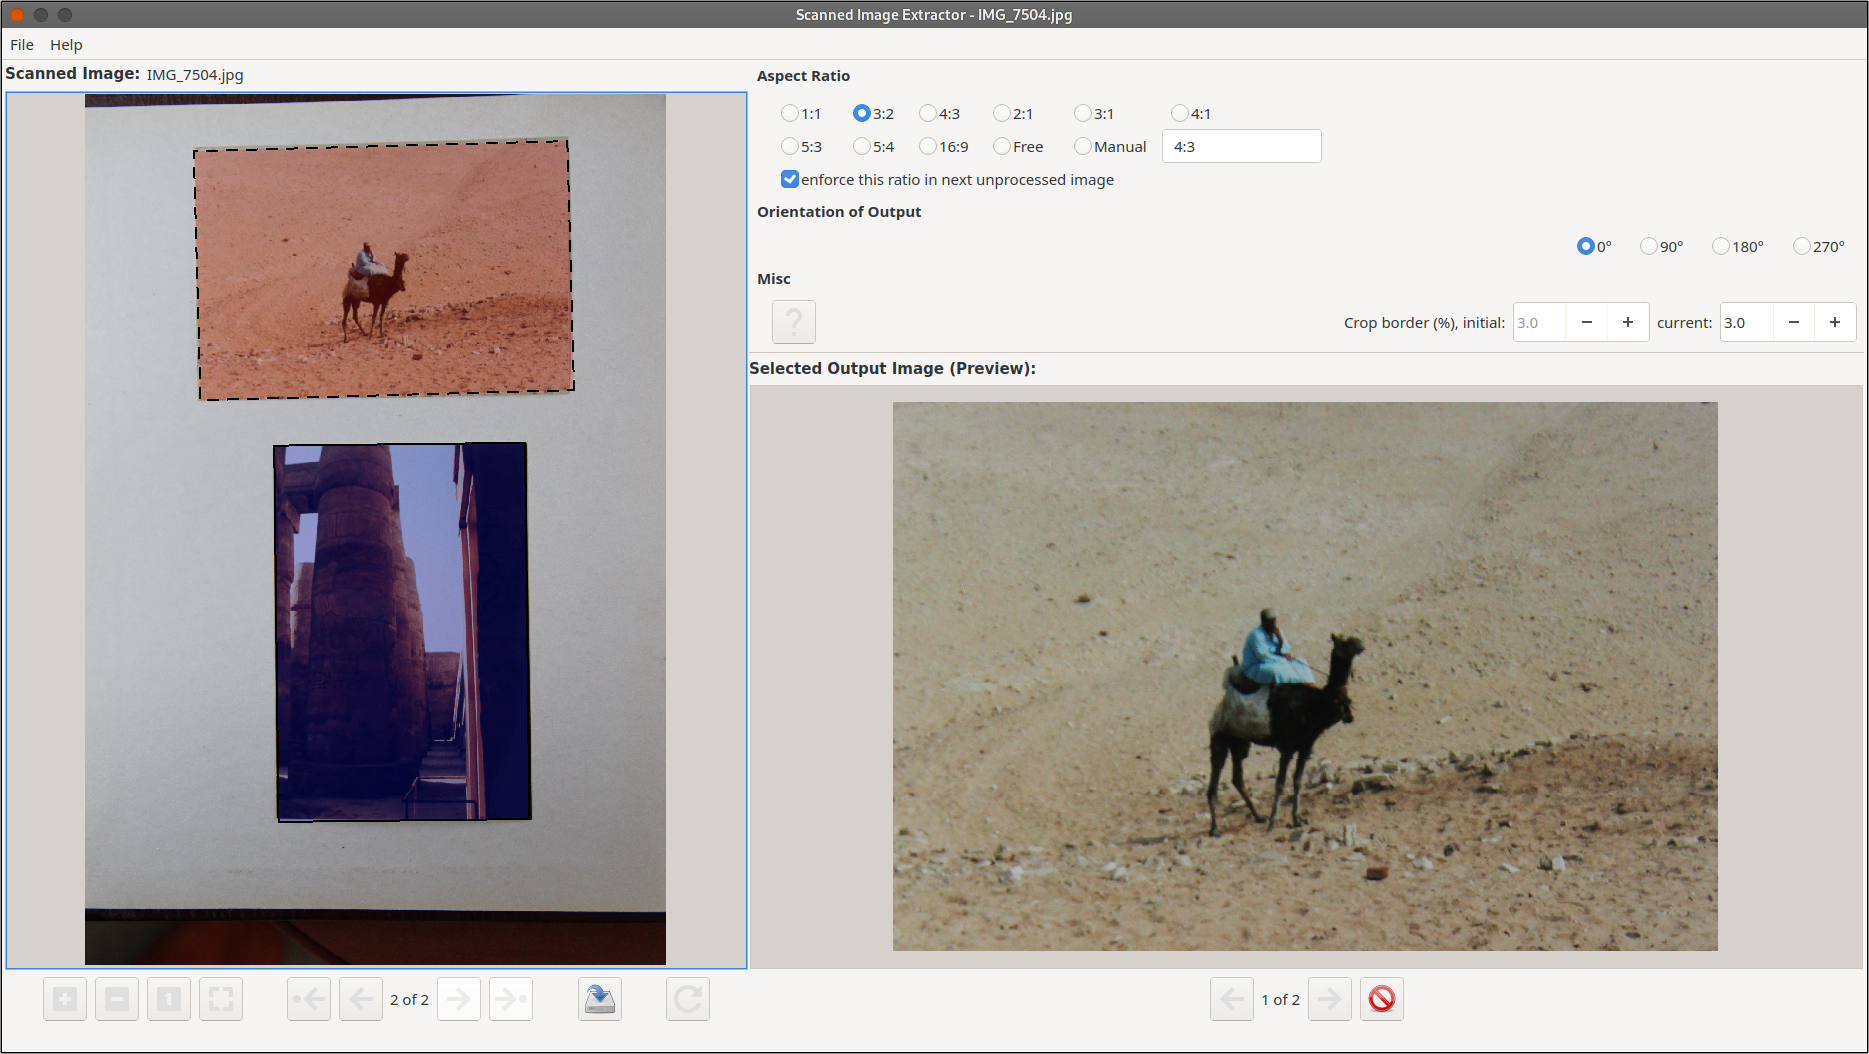 Scanned Image Extractor - IMG_7504.jpg
File Help
Scanned Image: IMG_7504.jpg
Aspect Ratio
1:1 3:2 4:3 2:1 3:1 4:1
5:3 5:4 16:9 Free Manual 4:3
enforce this ratio in next unprocessed image
Orientation of Output
0° 90° 180° 270°
Misc
? Crop border (%), initial: 3.0 − + current: 3.0 − +
Selected Output Image (Preview):
1 2 of 2 1 of 2